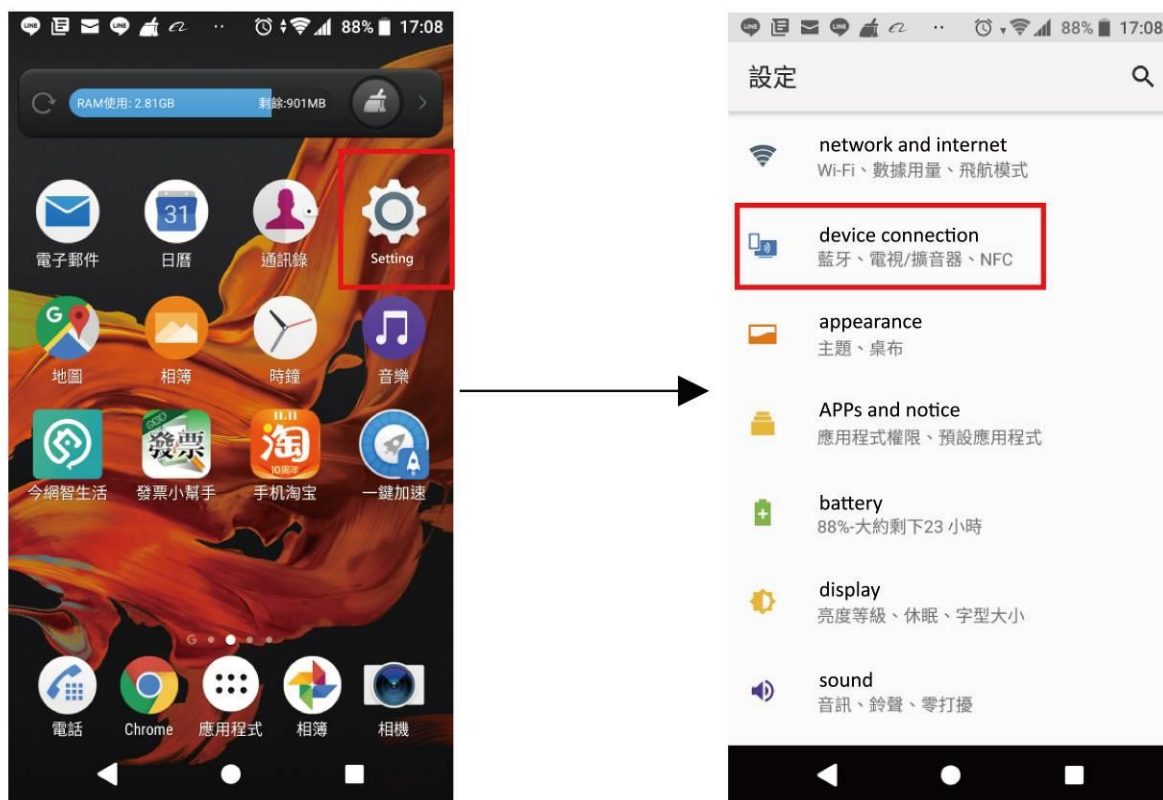 88% 17:08
RAM使用: 2.81GB 剩餘:901MB
31
電子郵件 日曆 通訊錄 Setting
G
地圖 相簿 時鐘 音樂
發票
11.11
淘
10周年
今網智生活 發票小幫手 手机淘宝 一鍵加速
G
電話 Chrome 應用程式 相簿 相機
88% 17:08
設定
network and internet
Wi-Fi、數據用量、飛航模式
device connection
藍牙、電視/擴音器、NFC
appearance
主題、桌布
APPs and notice
應用程式權限、預設應用程式
battery
88%-大約剩下23 小時
display
亮度等級、休眠、字型大小
sound
音訊、鈴聲、零打擾